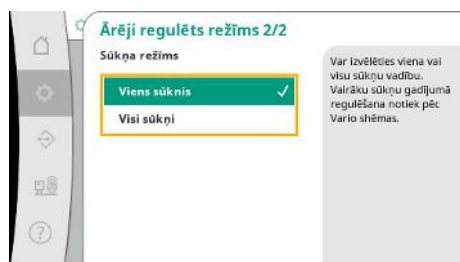 Ārēji regulēts režīms 2/2
Sūkņa režīms
Viens sūknis
Visi sūkņi
Var izvēlēties viena vai
visu sūkņu vadību.
Vairāku sūkņu gadījumā
regulēšana notiek pēc
Vario shēmas.